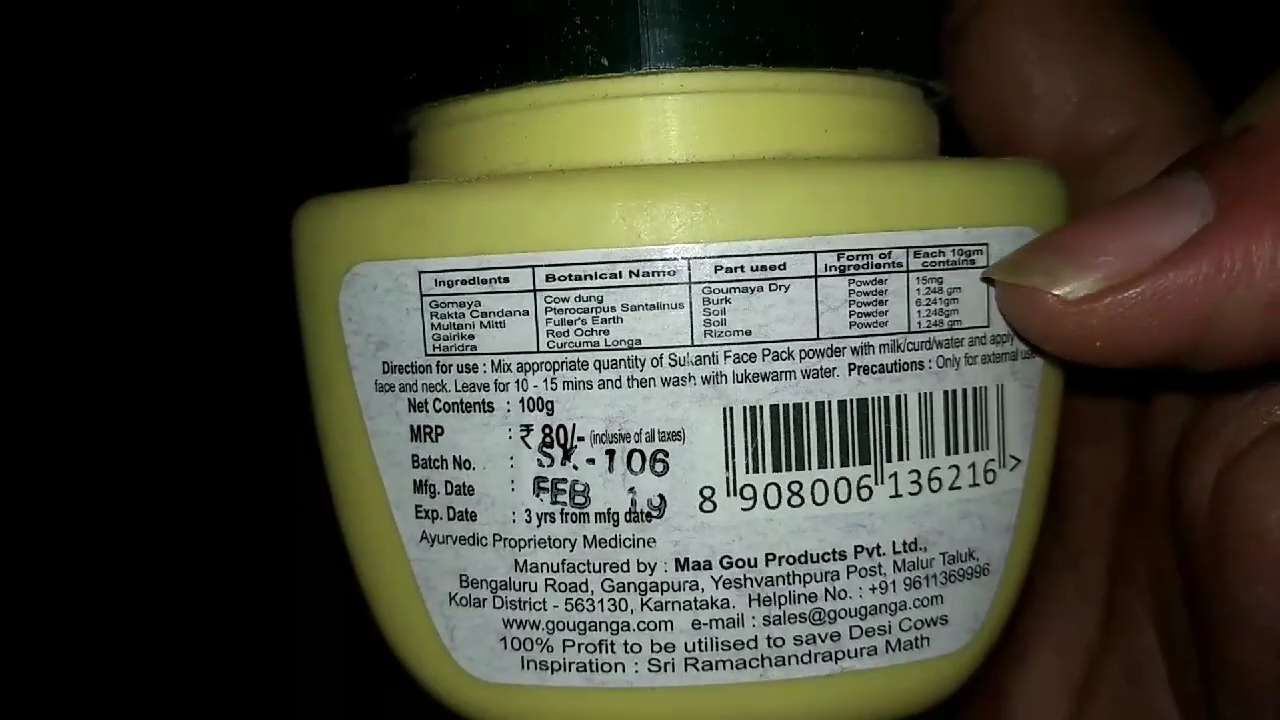 Ingredients Botanical Name Part used Form of Ingredients Each 10gm contains
Gomaya Cow dung Goumaya Dry Powder 15mg
Rakta Candana Pterocarpus Santalinus Burk Powder 1.248 gm
Multani Mitti Fuller's Earth Soil Powder 6.241gm
Gairike Red Ochre Soil Powder 1.248gm
Haridra Curcuma Longa Rizome Powder 1.248 gm
Direction for use : Mix appropriate quantity of Sukanti Face Pack powder with milk/curd/water and apply
face and neck. Leave for 10 - 15 mins and then wash with lukewarm water. Precautions : Only for external use
Net Contents : 100g
MRP : ₹ 80/- (inclusive of all taxes)
Batch No. : SK-106
Mfg. Date : FEB 19
Exp. Date : 3 yrs from mfg date
8 908006 136216 >
Ayurvedic Proprietory Medicine
Manufactured by : Maa Gou Products Pvt. Ltd.,
Bengaluru Road, Gangapura, Yeshvanthpura Post, Malur Taluk,
Kolar District - 563130, Karnataka. Helpline No. : +91 9611369996
www.gouganga.com e-mail : sales@gouganga.com
100% Profit to be utilised to save Desi Cows
Inspiration : Sri Ramachandrapura Math